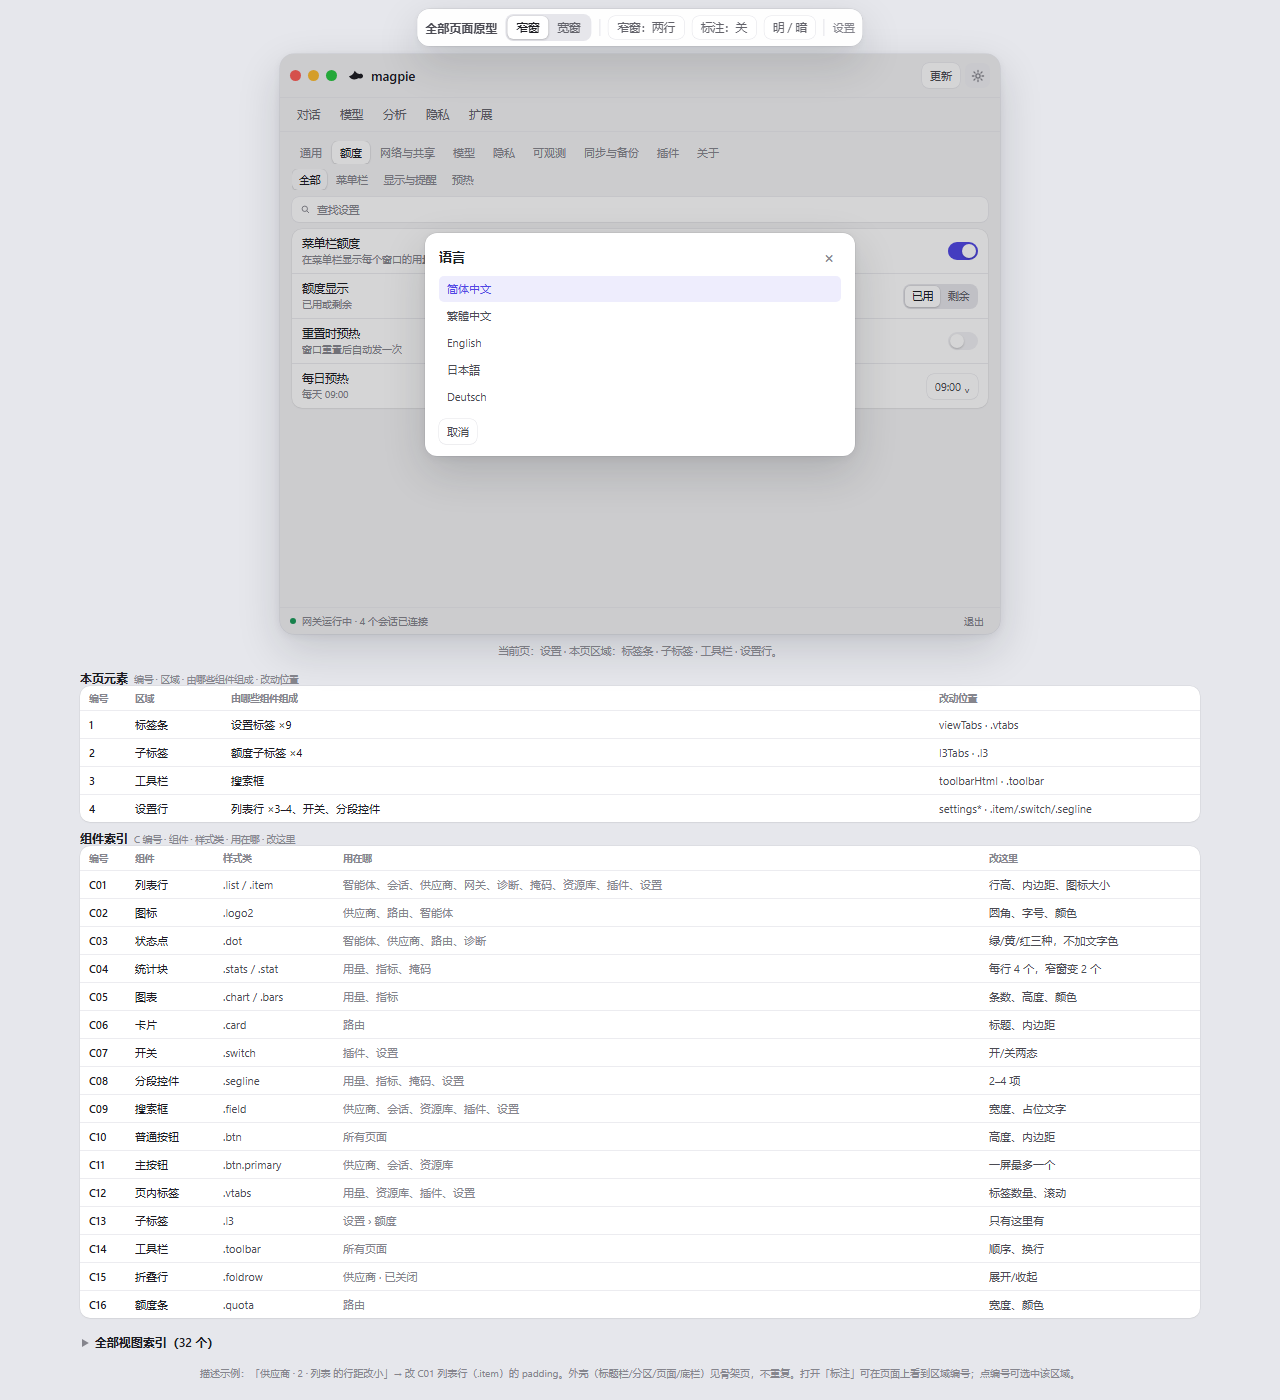 全部页面原型 窄窗 宽窗 窄窗：两行 标注：关 明 / 暗 设置
magpie 更新
对话 模型 分析 隐私 扩展
通用 额度 网络与共享 模型 隐私 可观测 同步与备份 插件 关于
全部 菜单栏 显示与提醒 预热
查找设置
菜单栏额度
在菜单栏显示每个窗口的用
额度显示
已用或剩余
已用 剩余
重置时预热
窗口重置后自动发一次
每日预热
每天 09:00
09:00
语言
×
简体中文
繁體中文
English
日本語
Deutsch
取消
网关运行中 · 4 个会话已连接 退出
当前页：设置 · 本页区域：标签条 · 子标签 · 工具栏 · 设置行。
本页元素 编号 · 区域 · 由哪些组件组成 · 改动位置
编号 区域 由哪些组件组成 改动位置
1 标签条 设置标签 ×9 viewTabs · .vtabs
2 子标签 额度子标签 ×4 l3Tabs · .l3
3 工具栏 搜索框 toolbarHtml · .toolbar
4 设置行 列表行 ×3–4、开关、分段控件 settings* · .item/.switch/.segline
组件索引 C 编号 · 组件 · 样式类 · 用在哪 · 改这里
编号 组件 样式类 用在哪 改这里
C01 列表行 .list / .item 智能体、会话、供应商、网关、诊断、掩码、资源库、插件、设置 行高、内边距、图标大小
C02 图标 .logo2 供应商、路由、智能体 圆角、字号、颜色
C03 状态点 .dot 智能体、供应商、路由、诊断 绿/黄/红三种，不加文字色
C04 统计块 .stats / .stat 用量、指标、掩码 每行 4 个，窄窗变 2 个
C05 图表 .chart / .bars 用量、指标 条数、高度、颜色
C06 卡片 .card 路由 标题、内边距
C07 开关 .switch 插件、设置 开/关两态
C08 分段控件 .segline 用量、指标、掩码、设置 2–4 项
C09 搜索框 .field 供应商、会话、资源库、插件、设置 宽度、占位文字
C10 普通按钮 .btn 所有页面 高度、内边距
C11 主按钮 .btn.primary 供应商、会话、资源库 一屏最多一个
C12 页内标签 .vtabs 用量、资源库、插件、设置 标签数量、滚动
C13 子标签 .l3 设置 › 额度 只有这里有
C14 工具栏 .toolbar 所有页面 顺序、换行
C15 折叠行 .foldrow 供应商 · 已关闭 展开/收起
C16 额度条 .quota 路由 宽度、颜色
全部视图索引（32 个）
描述示例：「供应商 · 2 · 列表 的行距改小」→ 改 C01 列表行（.item）的 padding。外壳（标题栏/分区/页面/底栏）见骨架页，不重复。打开「标注」可在页面上看到区域编号；点编号可选中该区域。